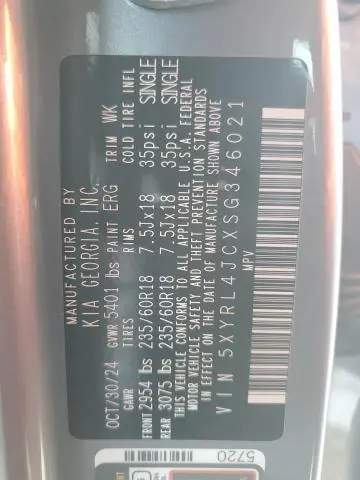 MANUFACTURED BY
KIA GEORGIA, INC.
OCT/30/24 GVWR 5401 lbs PAINT ERG TRIM WK
GAWR TIRES RIMS COLD TIRE INFL
FRONT 2954 lbs 235/60R18 7.5Jx18 35psi SINGLE
REAR 3075 lbs 235/60R18 7.5Jx18 35psi SINGLE
THIS VEHICLE CONFORMS TO ALL APPLICABLE U.S.A. FEDERAL
MOTOR VEHICLE SAFETY AND THEFT PREVENTION STANDARDS
IN EFFECT ON THE DATE OF MANUFACTURE SHOWN ABOVE
VIN 5XYRL4JCXSG346021
MPV
5720